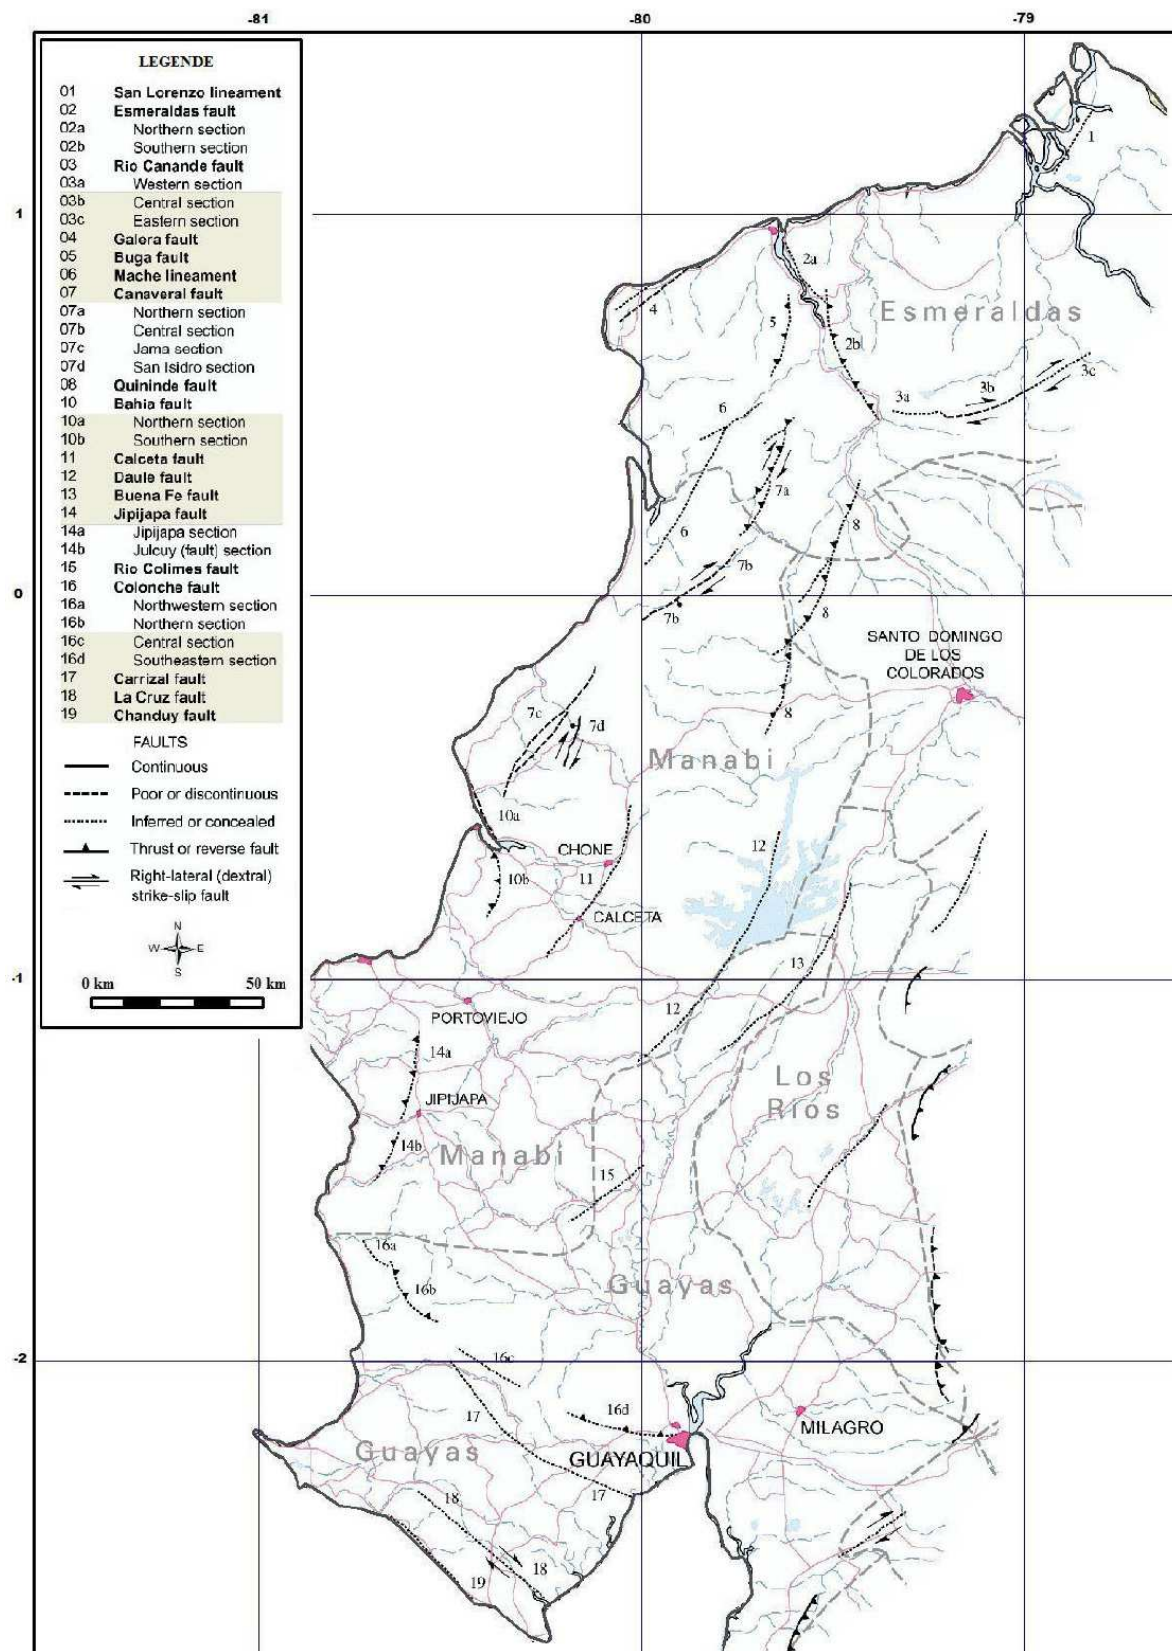 -81 -80 -79
LEGENDE
01 San Lorenzo lineament
02 Esmeraldas fault
02a Northern section
02b Southern section
03 Rio Canande fault
03a Western section
03b Central section
03c Eastern section
04 Galera fault
05 Buga fault
06 Mache lineament
07 Canaveral fault
07a Northern section
07b Central section
07c Jama section
07d San Isidro section
08 Quininde fault
10 Bahia fault
10a Northern section
10b Southern section
11 Calceta fault
12 Daule fault
13 Buena Fe fault
14 Jipijapa fault
14a Jipijapa section
14b Julcuy (fault) section
15 Rio Colimes fault
16 Colonche fault
16a Northwestern section
16b Northern section
16c Central section
16d Southeastern section
17 Carrizal fault
18 La Cruz fault
19 Chanduy fault
FAULTS
Continuous
Poor or discontinuous
Inferred or concealed
Thrust or reverse fault
Right-lateral (dextral)
strike-slip fault
N
W E
S
0 km 50 km
1
0
-1
-2
1
2a
4
5
Esmeraldas
2b
3a
3b
3c
6
7a
8
6
7b
7b
8
SANTO DOMINGO
DE LOS
COLORADOS
7c
7d
8
Manabi
10a
CHONE
12
10b
11
CALCETA
13
PORTOVIEJO
12
14a
Los
Rios
JIPIJAPA
14b
Manabi
15
16a
16b
Guayas
16c
17
16d
MILAGRO
Guayas
GUAYAQUIL
18
17
19
18